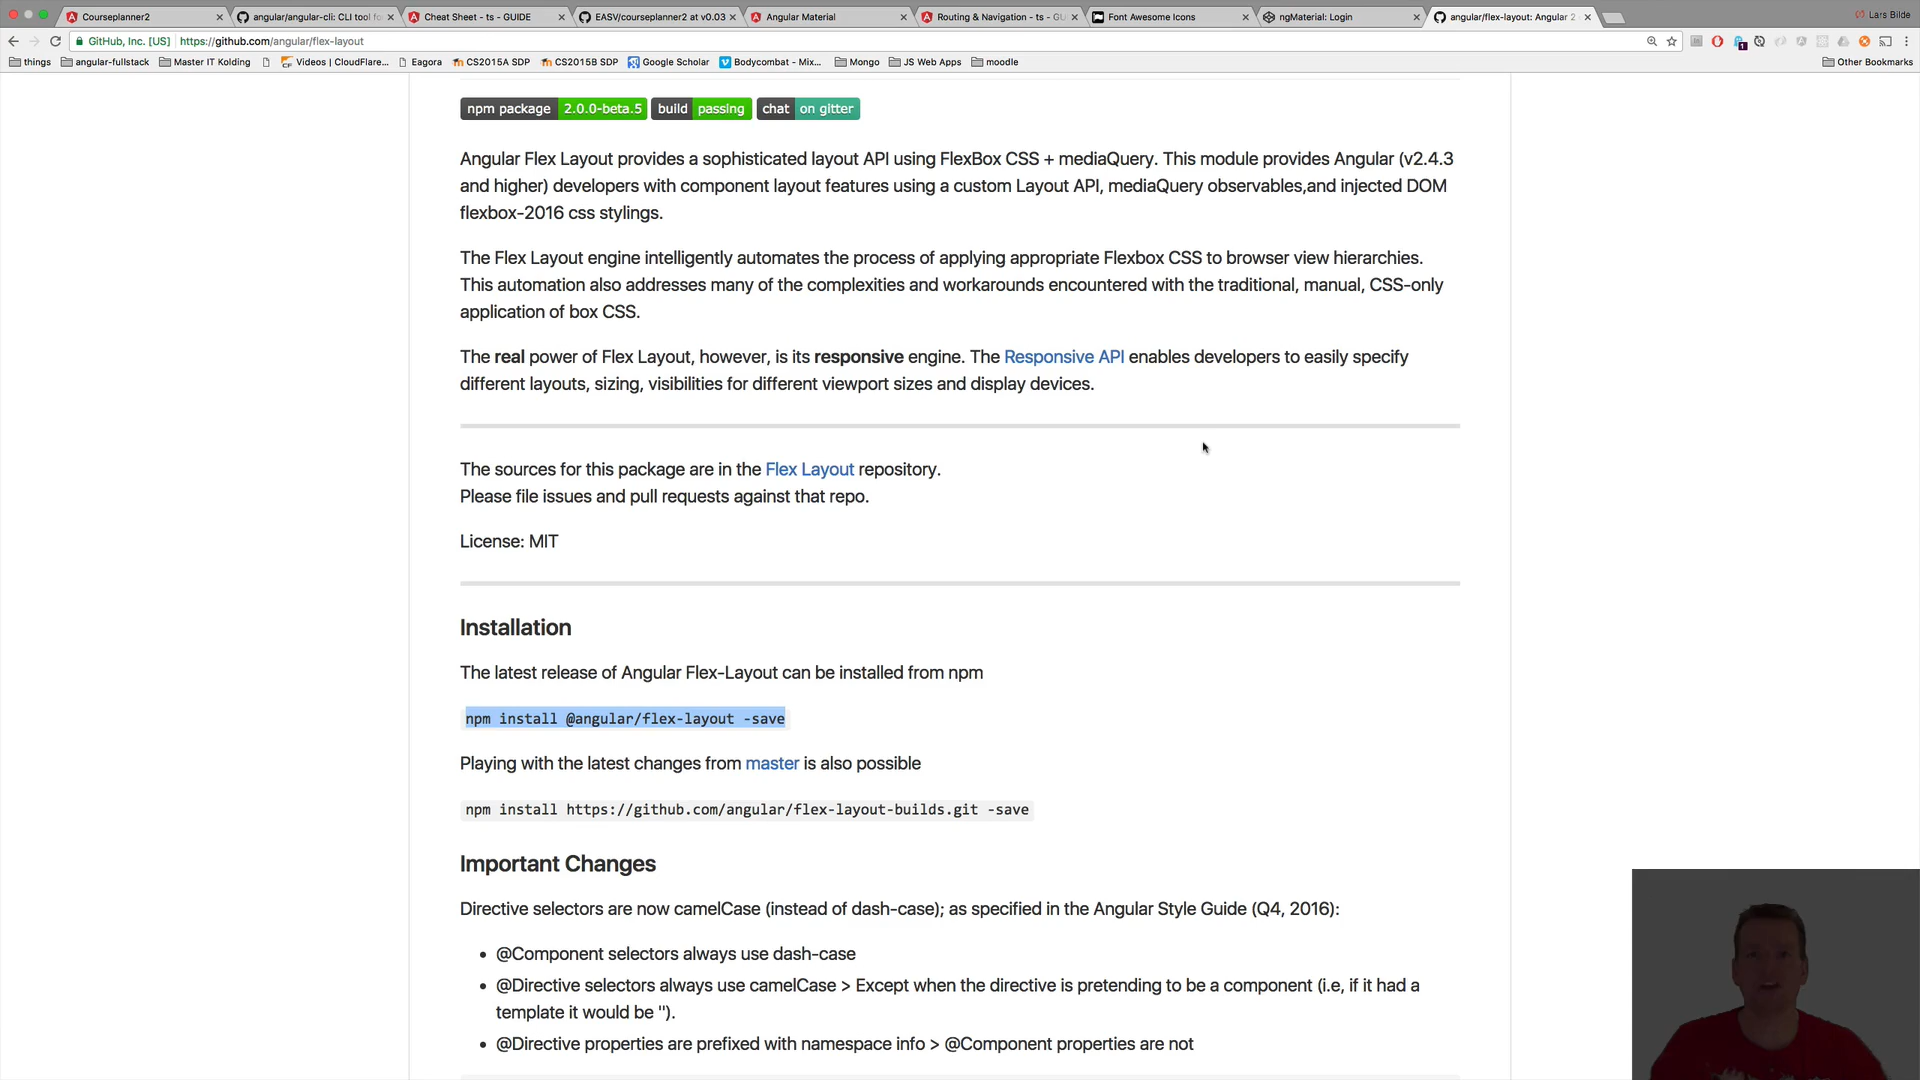 Courseplanner2
angular/angular-cli: CLI tool fo
Cheat Sheet - ts - GUIDE
EASV/courseplanner2 at v0.03
Angular Material
Routing & Navigation - ts - GU
Font Awesome Icons
ngMaterial: Login
angular/flex-layout: Angular 2
Lars Bilde
GitHub, Inc. [US]
https://github.com/angular/flex-layout
things
angular-fullstack
Master IT Kolding
Videos | CloudFlare...
Eagora
CS2015A SDP
CS2015B SDP
Google Scholar
Bodycombat - Mix...
Mongo
JS Web Apps
moodle
Other Bookmarks
npm package 2.0.0-beta.5 build passing chat on gitter
Angular Flex Layout provides a sophisticated layout API using FlexBox CSS + mediaQuery. This module provides Angular (v2.4.3
and higher) developers with component layout features using a custom Layout API, mediaQuery observables,and injected DOM
flexbox-2016 css stylings.
The Flex Layout engine intelligently automates the process of applying appropriate Flexbox CSS to browser view hierarchies.
This automation also addresses many of the complexities and workarounds encountered with the traditional, manual, CSS-only
application of box CSS.
The real power of Flex Layout, however, is its responsive engine. The Responsive API enables developers to easily specify
different layouts, sizing, visibilities for different viewport sizes and display devices.
The sources for this package are in the Flex Layout repository.
Please file issues and pull requests against that repo.
License: MIT
Installation
The latest release of Angular Flex-Layout can be installed from npm
npm install @angular/flex-layout -save
Playing with the latest changes from master is also possible
npm install https://github.com/angular/flex-layout-builds.git -save
Important Changes
Directive selectors are now camelCase (instead of dash-case); as specified in the Angular Style Guide (Q4, 2016):
• @Component selectors always use dash-case
• @Directive selectors always use camelCase > Except when the directive is pretending to be a component (i.e, if it had a
template it would be '').
• @Directive properties are prefixed with namespace info > @Component properties are not